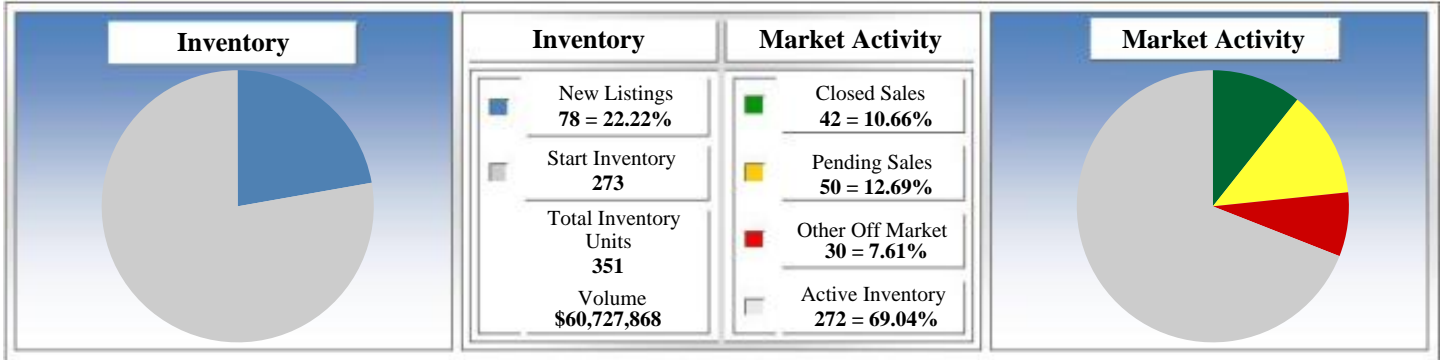 Inventory
Inventory
Market Activity
New Listings
78 = 22.22%
Start Inventory
273
Total Inventory
Units
351
Volume
$60,727,868
Closed Sales
42 = 10.66%
Pending Sales
50 = 12.69%
Other Off Market
30 = 7.61%
Active Inventory
272 = 69.04%
Market Activity